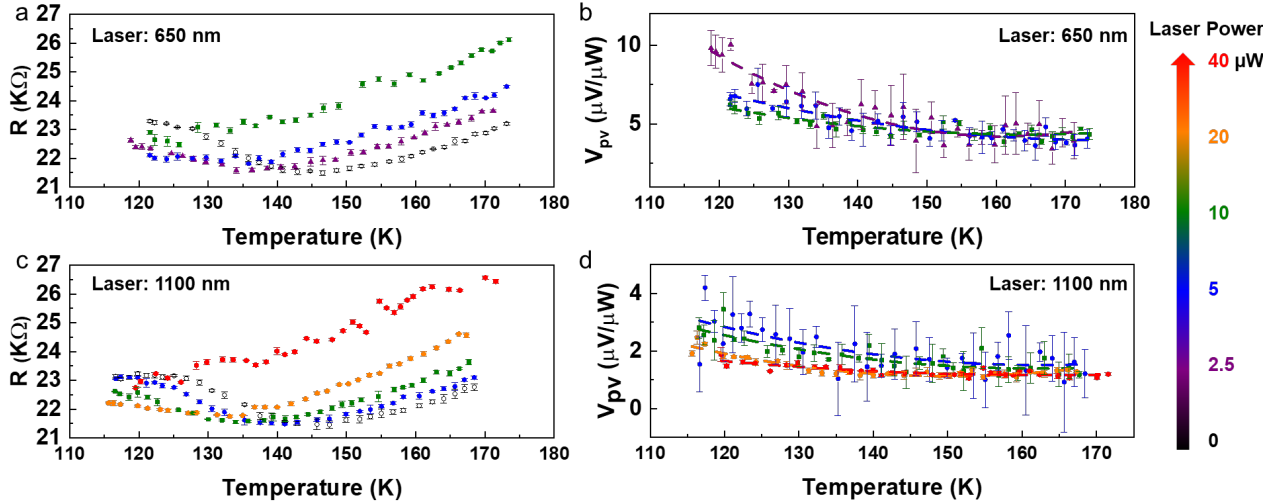 a
Laser: 650 nm
R (KΩ)
27
26
25
24
23
22
21
110 120 130 140 150 160 170 180
Temperature (K)
b
Laser: 650 nm
Vpv (μV/μW)
10
5
110 120 130 140 150 160 170 180
Temperature (K)
c
Laser: 1100 nm
R (KΩ)
27
26
25
24
23
22
21
110 120 130 140 150 160 170 180
Temperature (K)
d
Laser: 1100 nm
VPV (μV/μW)
4
2
0
110 120 130 140 150 160 170 180
Temperature (K)
Laser Power
40 μW
20
10
5
2.5
0